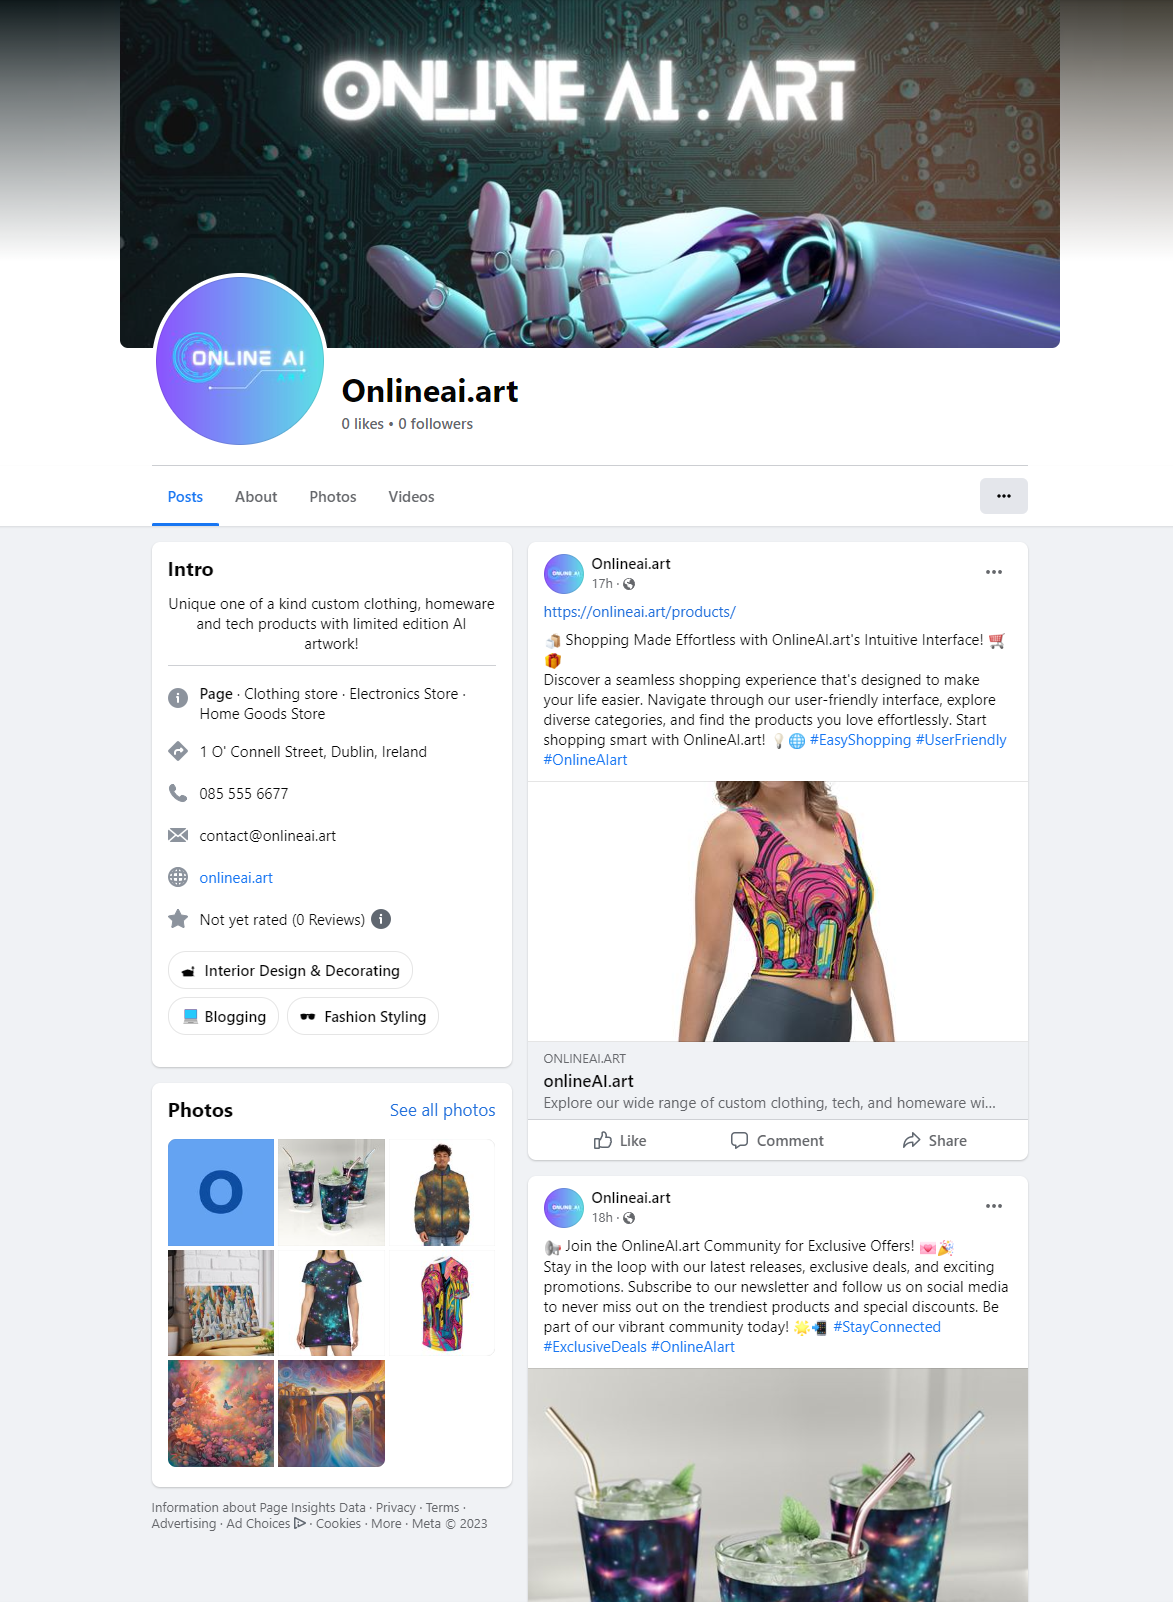 ONLINE AI . ART
ONLINE AI
ART
Onlineai.art
0 likes • 0 followers
Posts
About
Photos
Videos
Intro
Unique one of a kind custom clothing, homeware
and tech products with limited edition AI
artwork!
Page · Clothing store · Electronics Store ·
Home Goods Store
1 O' Connell Street, Dublin, Ireland
085 555 6677
contact@onlineai.art
onlineai.art
Not yet rated (0 Reviews)
Interior Design & Decorating
Blogging
Fashion Styling
Photos
See all photos
O
Information about Page Insights Data · Privacy · Terms ·
Advertising · Ad Choices · Cookies · More · Meta © 2023
ONLINE AI
Onlineai.art
17h ·
https://onlineai.art/products/
🛍️ Shopping Made Effortless with OnlineAI.art's Intuitive Interface! 🛒
🎁
Discover a seamless shopping experience that's designed to make
your life easier. Navigate through our user-friendly interface, explore
diverse categories, and find the products you love effortlessly. Start
shopping smart with OnlineAI.art! 💡🌐 #EasyShopping #UserFriendly
#OnlineAIart
ONLINEAI.ART
onlineAI.art
Explore our wide range of custom clothing, tech, and homeware wi...
Like
Comment
Share
ONLINE AI
Onlineai.art
18h ·
📢 Join the OnlineAI.art Community for Exclusive Offers! 💌🎉
Stay in the loop with our latest releases, exclusive deals, and exciting
promotions. Subscribe to our newsletter and follow us on social media
to never miss out on the trendiest products and special discounts. Be
part of our vibrant community today! 🌟📲 #StayConnected
#ExclusiveDeals #OnlineAIart